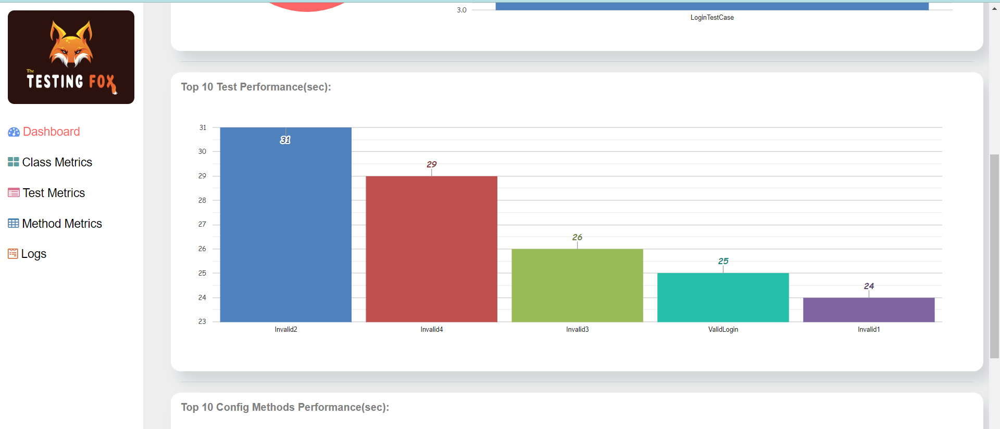 The
TESTING FOX
Dashboard
Class Metrics
Test Metrics
Method Metrics
Logs
3.0
LoginTestCase
Top 10 Test Performance(sec):
31
30
29
28
27
26
25
24
23
31
29
26
25
24
Invalid2 Invalid4 Invalid3 ValidLogin Invalid1
Top 10 Config Methods Performance(sec):